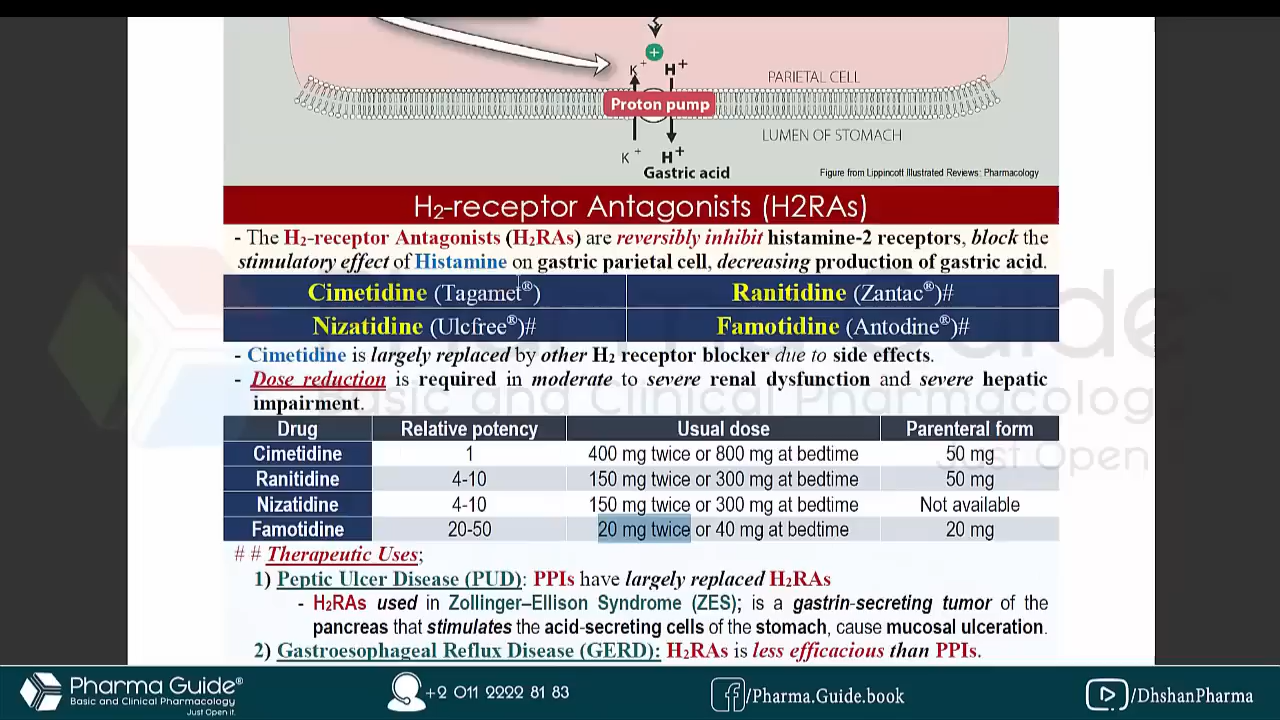 +
K+ H+
PARIETAL CELL
Proton pump
LUMEN OF STOMACH
K+ H+
Gastric acid
Figure from Lippincott Illustrated Reviews: Pharmacology
H2-receptor Antagonists (H2RAs)
- The H2-receptor Antagonists (H2RAs) are reversibly inhibit histamine-2 receptors, block the
stimulatory effect of Histamine on gastric parietal cell, decreasing production of gastric acid.
Cimetidine (Tagamet®) Ranitidine (Zantac®)#
Nizatidine (Ulcfree®)# Famotidine (Antodine®)#
- Cimetidine is largely replaced by other H2 receptor blocker due to side effects.
- Dose reduction is required in moderate to severe renal dysfunction and severe hepatic
impairment.
Drug Relative potency Usual dose Parenteral form
Cimetidine 1 400 mg twice or 800 mg at bedtime 50 mg
Ranitidine 4-10 150 mg twice or 300 mg at bedtime 50 mg
Nizatidine 4-10 150 mg twice or 300 mg at bedtime Not available
Famotidine 20-50 20 mg twice or 40 mg at bedtime 20 mg
# # Therapeutic Uses;
1) Peptic Ulcer Disease (PUD): PPIs have largely replaced H2RAs
- H2RAs used in Zollinger–Ellison Syndrome (ZES); is a gastrin-secreting tumor of the
pancreas that stimulates the acid-secreting cells of the stomach, cause mucosal ulceration.
2) Gastroesophageal Reflux Disease (GERD): H2RAs is less efficacious than PPIs.
Pharma Guide
Basic and Clinical Pharmacology
Just Open
Pharma Guide®
Basic and Clinical Pharmacology
Just Open it.
+2 011 2222 81 83
/Pharma.Guide.book
/DhshanPharma